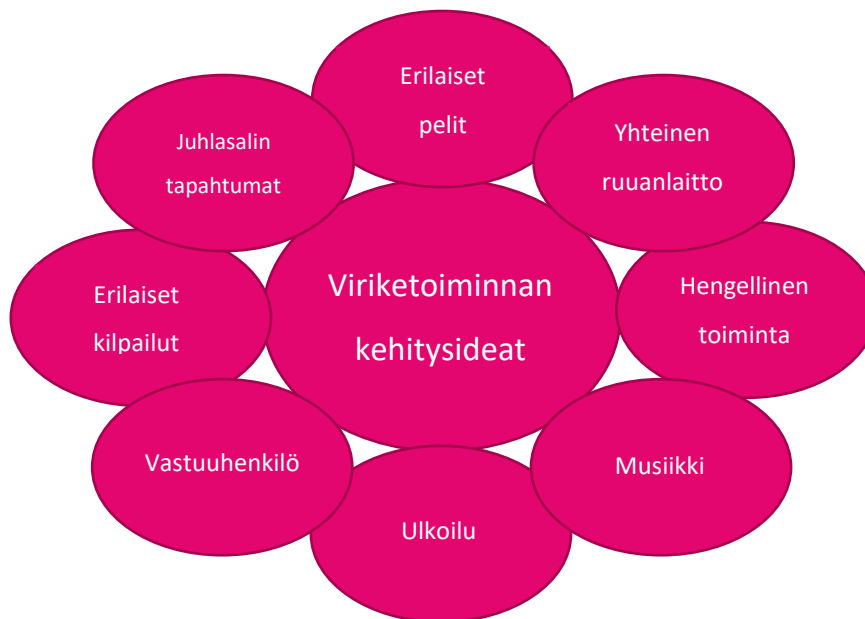 Erilaiset
pelit
Juhlasalin
tapahtumat
Yhteinen
ruuanlaitto
Erilaiset
kilpailut
Viriketoiminnan
kehitysideat
Hengellinen
toiminta
Vastuuhenkilö
Musiikki
Ulkoilu